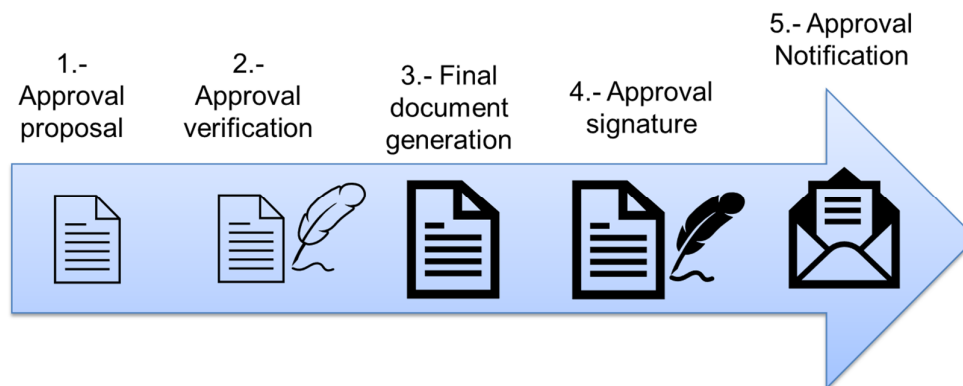 1.-
Approval
proposal
2.-
Approval
verification
3.- Final
document
generation
4.- Approval
signature
5.- Approval
Notification